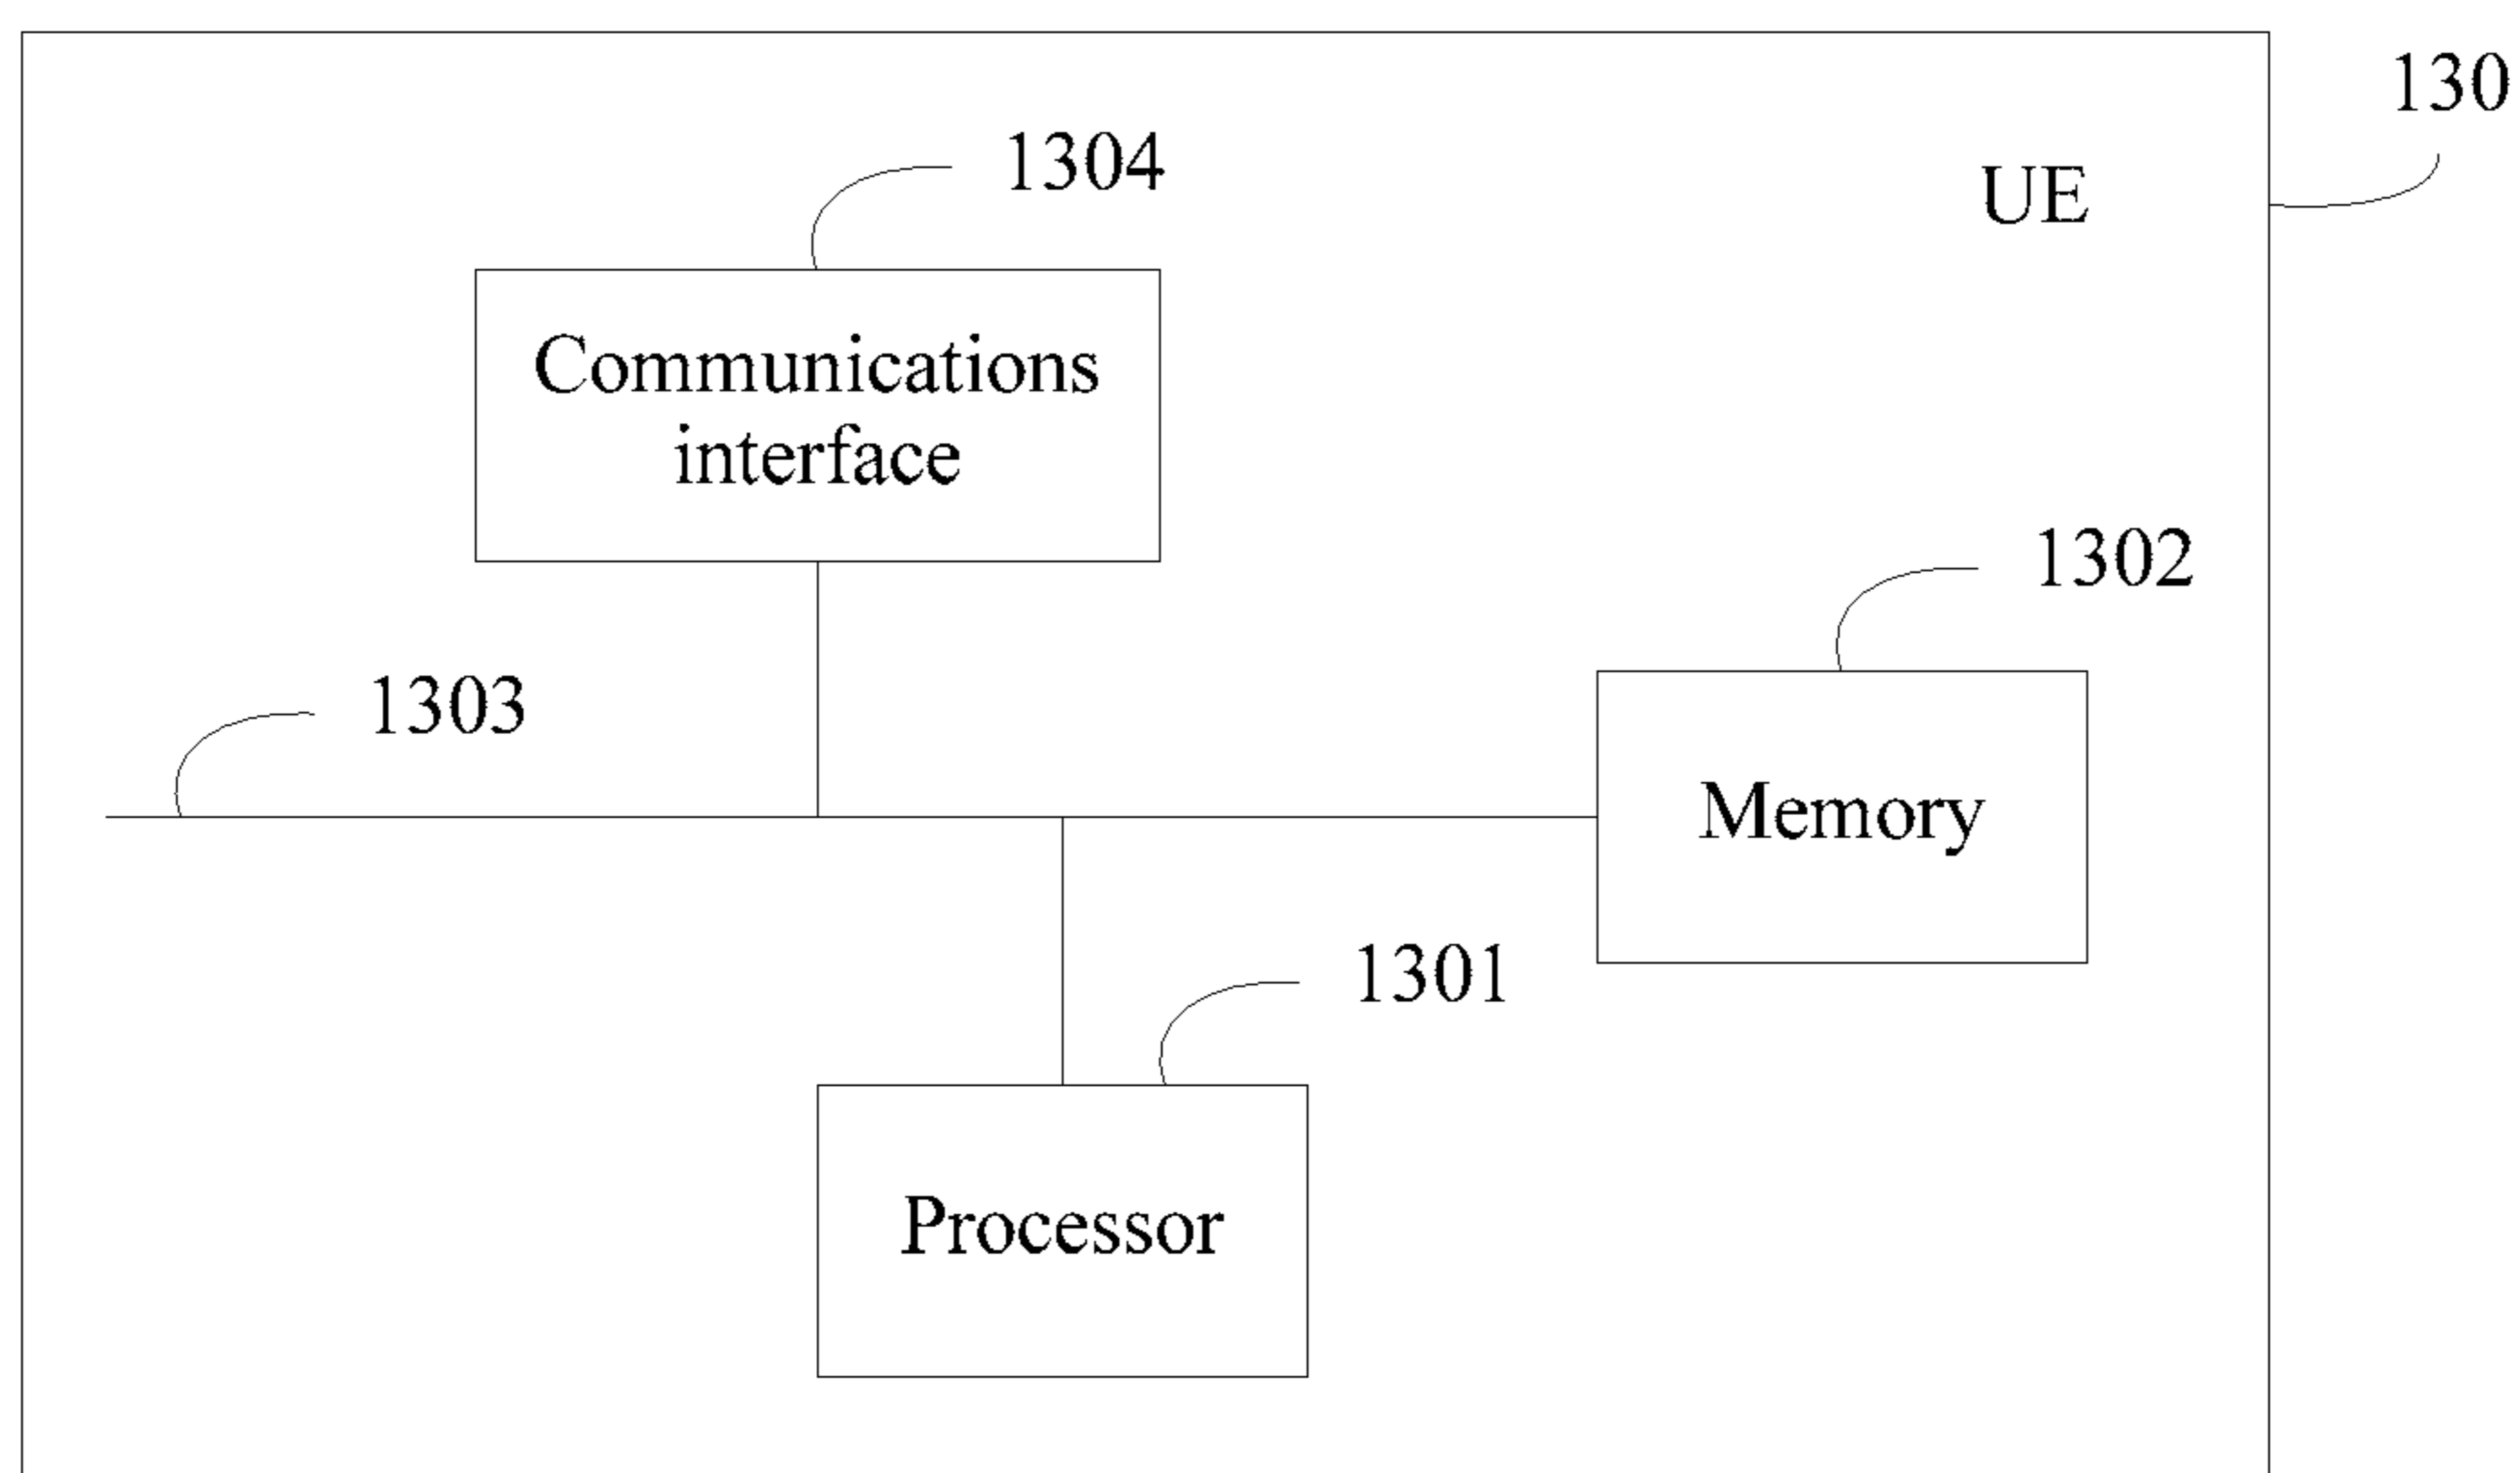 130
1304
UE
Communications
interface
1302
1303
Memory
1301
Processor